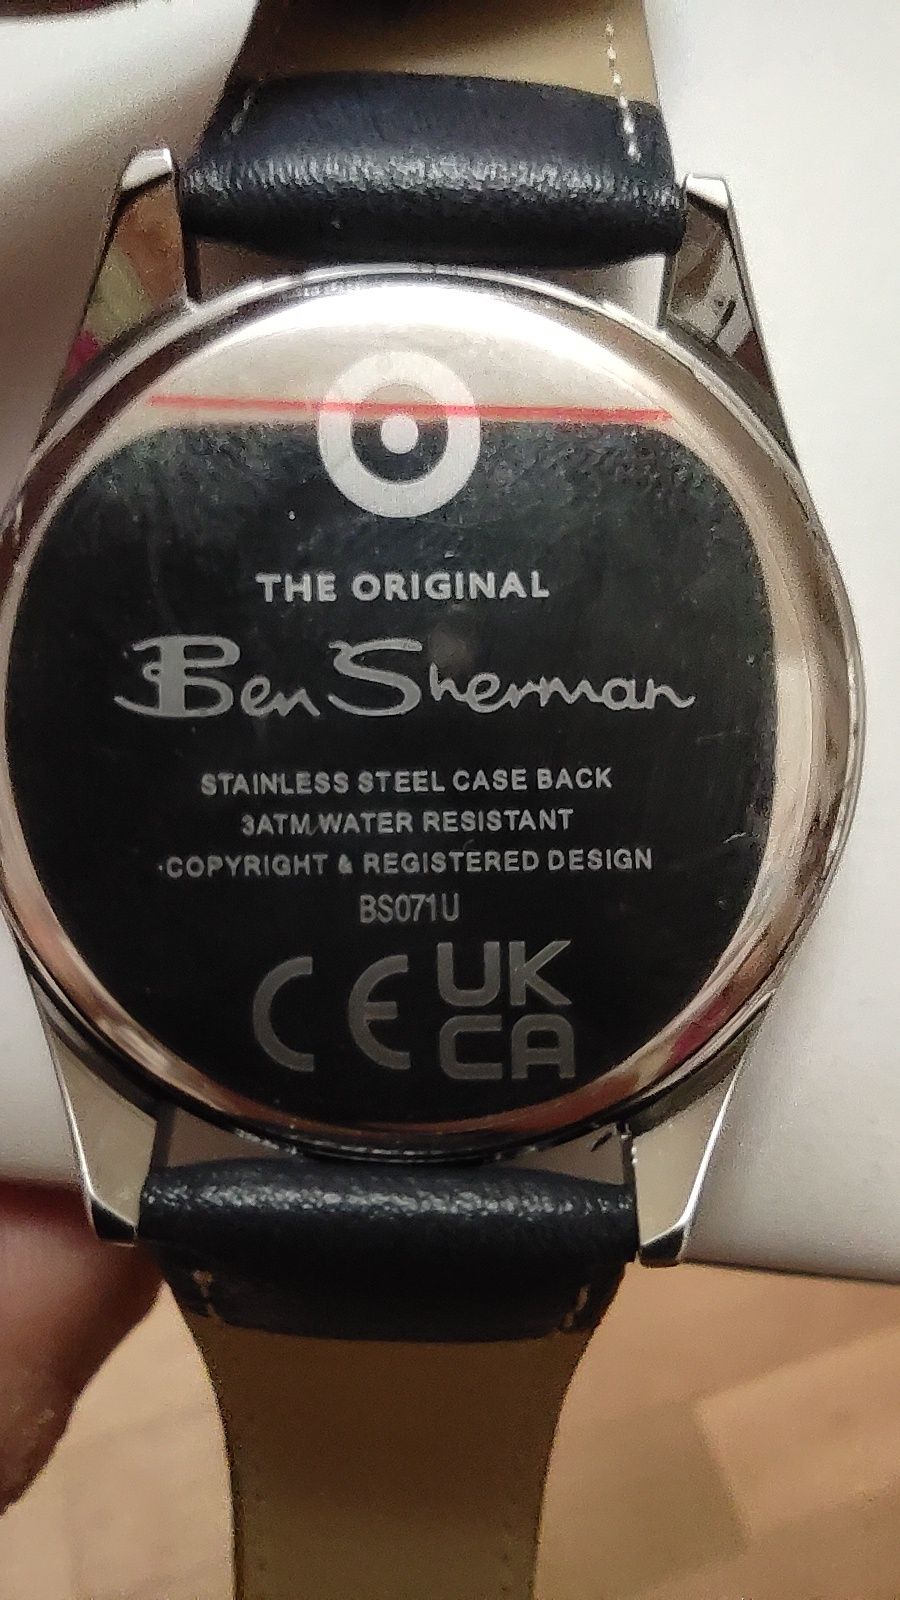 THE ORIGINAL
Ben Sherman
STAINLESS STEEL CASE BACK
3ATM WATER RESISTANT
COPYRIGHT & REGISTERED DESIGN
BS071U
CE UK
CA